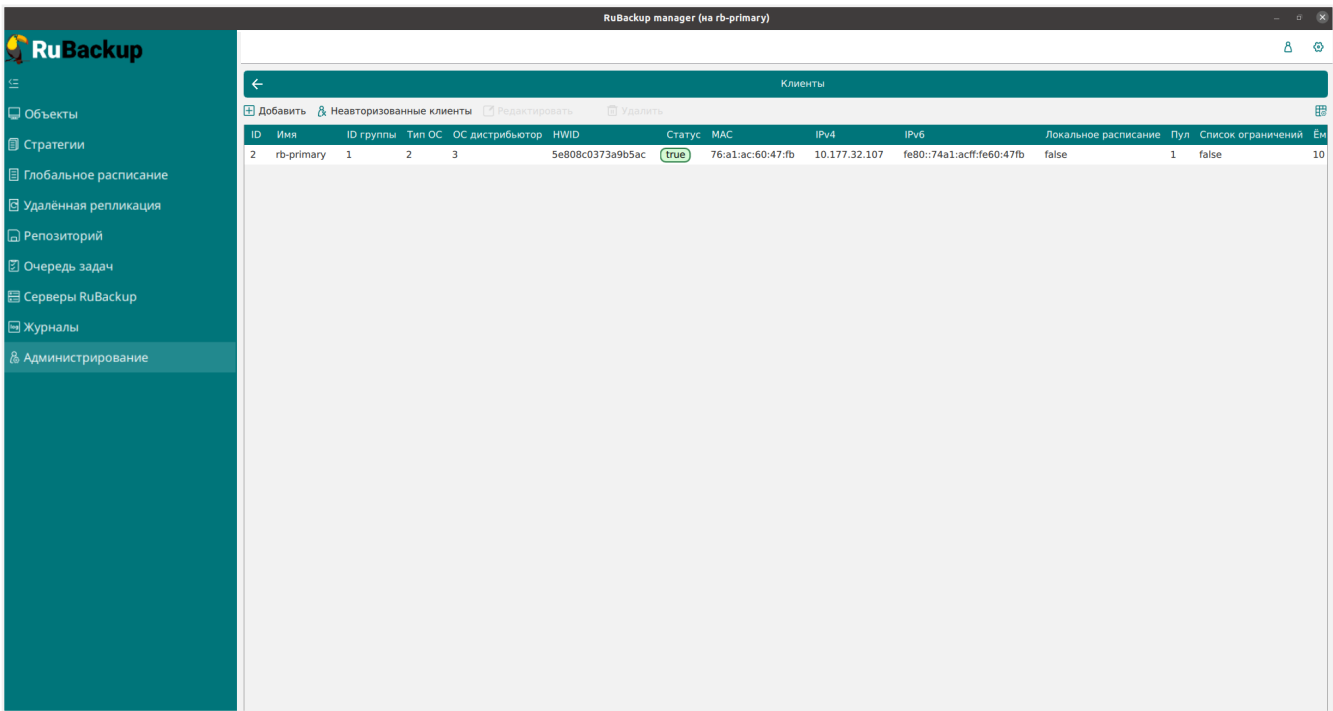 RuBackup manager (на rb-primary)
RuBackup
Клиенты
Объекты
Стратегии
Глобальное расписание
Удалённая репликация
Репозиторий
Очередь задач
Серверы RuBackup
Журналы
Администрирование
Добавить Неавторизованные клиенты Редактировать Удалить
ID Имя ID группы Тип ОС ОС дистрибьютор HWID Статус MAC IPv4 IPv6 Локальное расписание Пул Список ограничений Ём
2 rb-primary 1 2 3 5e808c0373a9b5ac true 76:a1:ac:60:47:fb 10.177.32.107 fe80::74a1:acff:fe60:47fb false 1 false 10